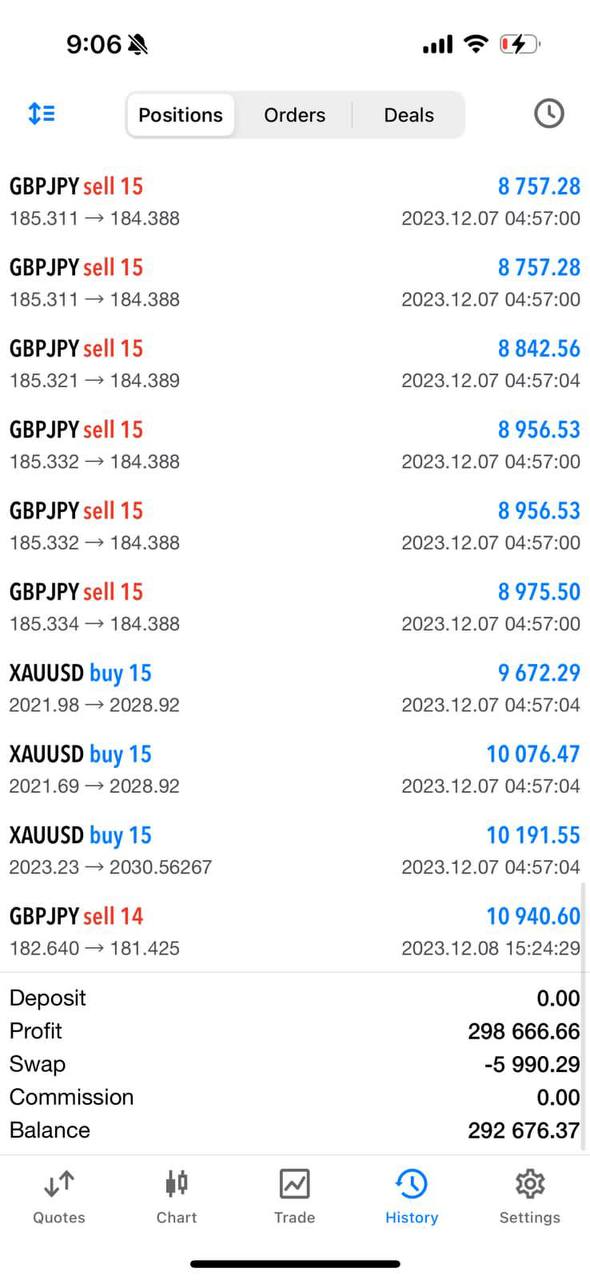 9:06
Positions Orders Deals
GBPJPY sell 15 8 757.28
185.311 → 184.388 2023.12.07 04:57:00
GBPJPY sell 15 8 757.28
185.311 → 184.388 2023.12.07 04:57:00
GBPJPY sell 15 8 842.56
185.321 → 184.389 2023.12.07 04:57:04
GBPJPY sell 15 8 956.53
185.332 → 184.388 2023.12.07 04:57:00
GBPJPY sell 15 8 956.53
185.332 → 184.388 2023.12.07 04:57:00
GBPJPY sell 15 8 975.50
185.334 → 184.388 2023.12.07 04:57:00
XAUUSD buy 15 9 672.29
2021.98 → 2028.92 2023.12.07 04:57:04
XAUUSD buy 15 10 076.47
2021.69 → 2028.92 2023.12.07 04:57:04
XAUUSD buy 15 10 191.55
2023.23 → 2030.56267 2023.12.07 04:57:04
GBPJPY sell 14 10 940.60
182.640 → 181.425 2023.12.08 15:24:29
Deposit 0.00
Profit 298 666.66
Swap -5 990.29
Commission 0.00
Balance 292 676.37
Quotes Chart Trade History Settings